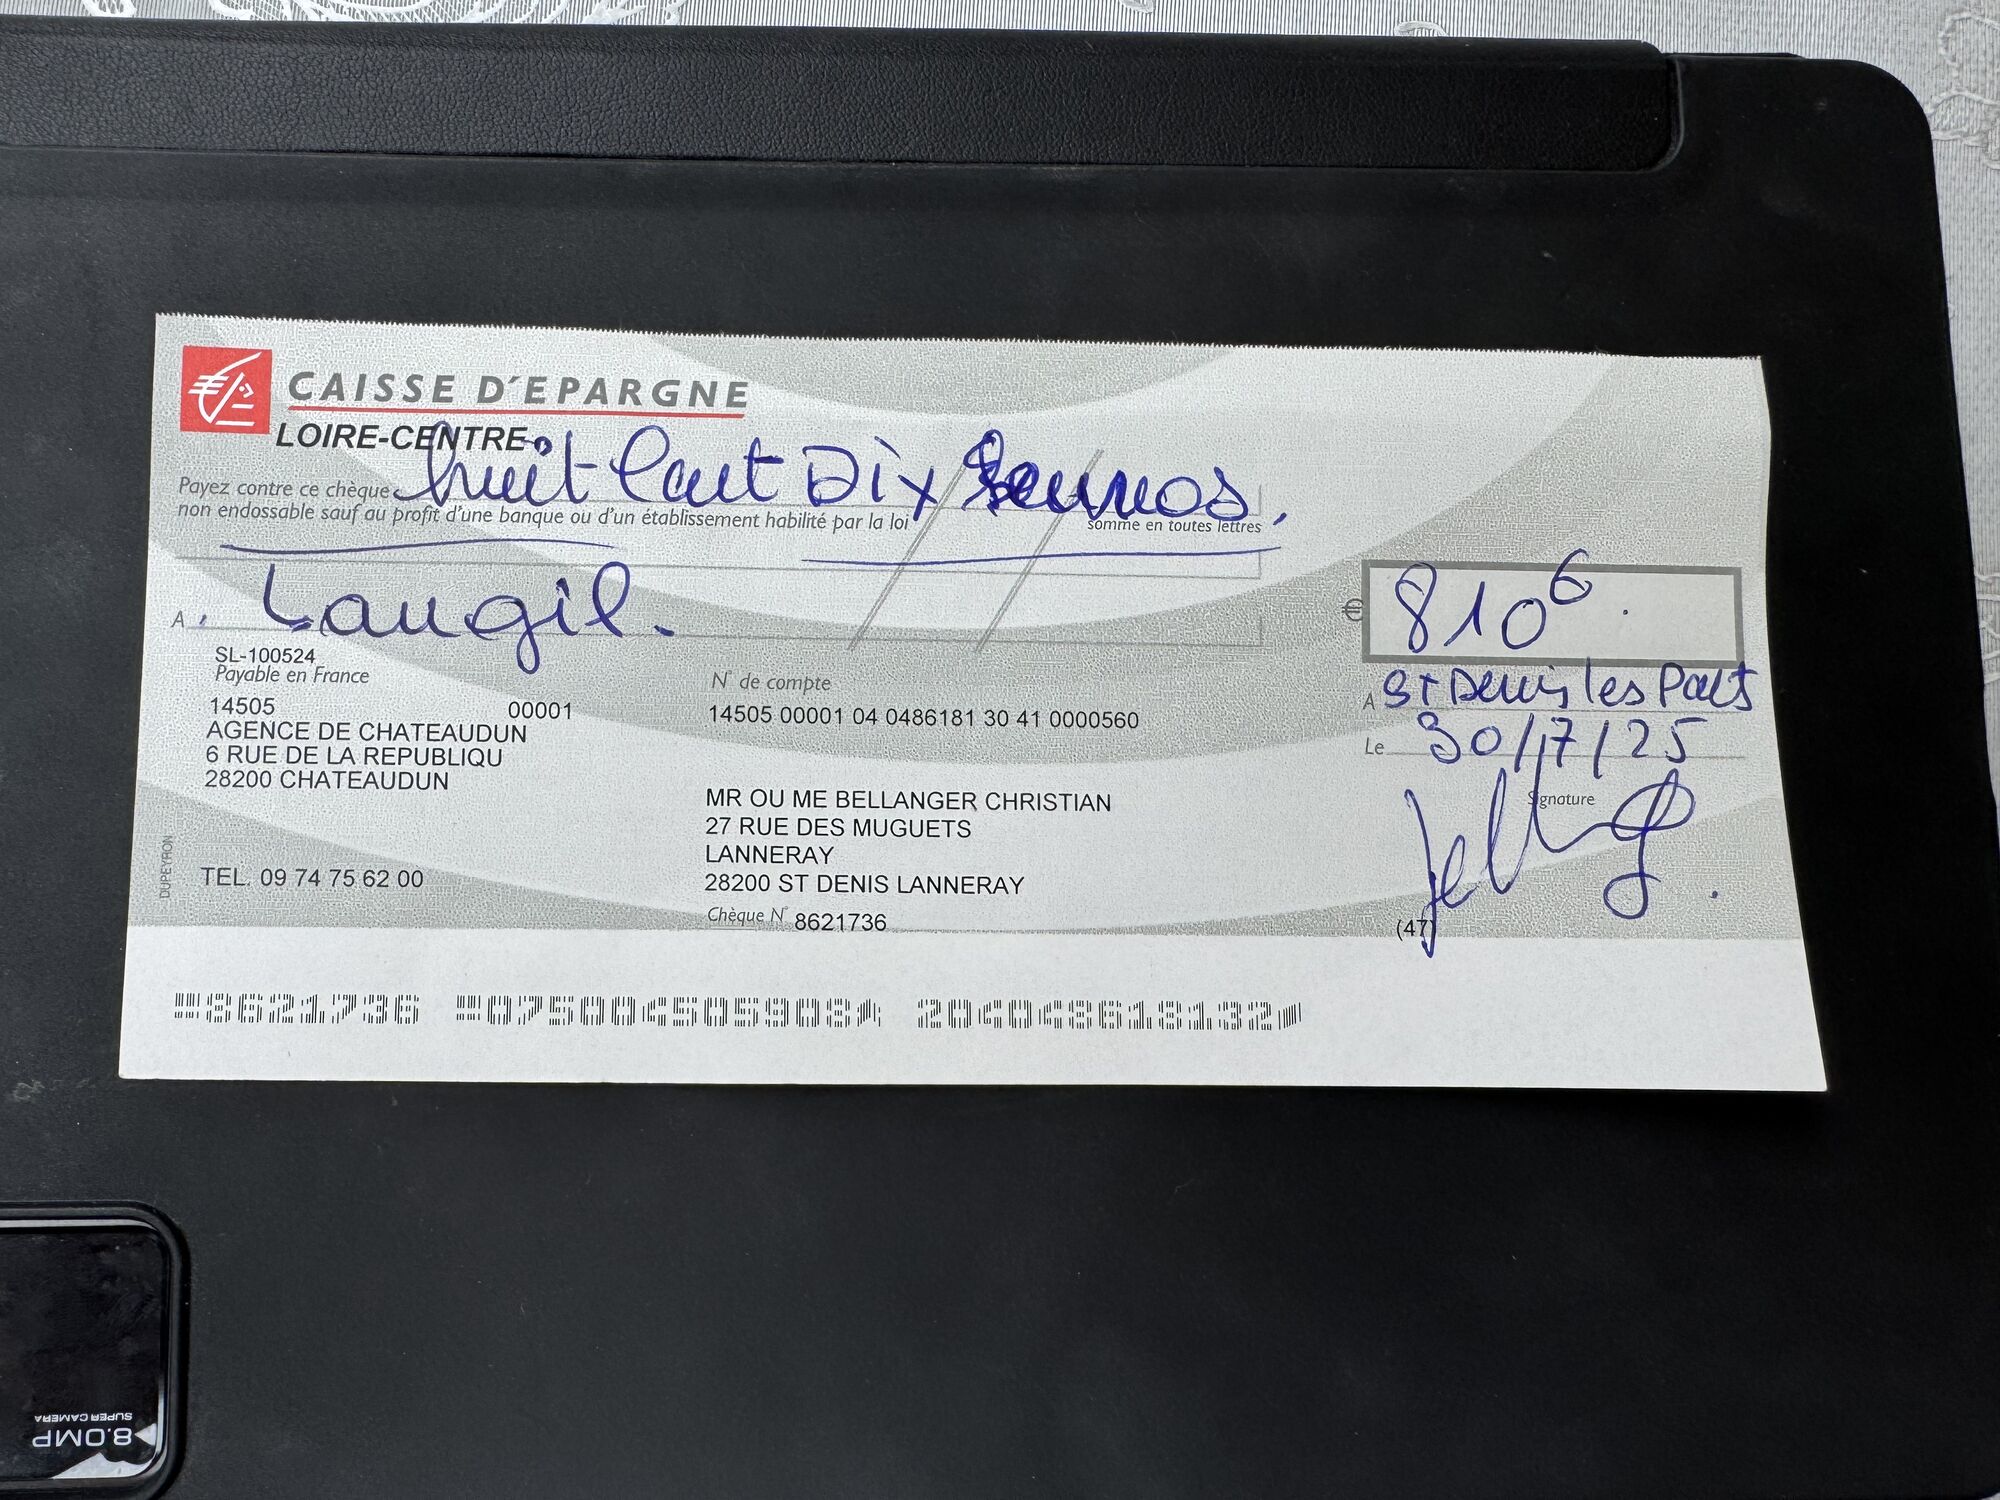 CAISSE D'EPARGNE
LOIRE-CENTRE
Payez contre ce chèque huit Cent Dix
non endossable sauf au profit d'une banque ou d'un établissement habilité par la loi
somme en toutes lettres
A Laugil.
€ 810€.
SL-100524
Payable en France
14505 00001
AGENCE DE CHATEAUDUN
6 RUE DE LA REPUBLIQU
28200 CHATEAUDUN
TEL. 09 74 75 62 00
DUPEYRON
N° de compte
14505 00001 04 0486181 30 41 0000560
MR OU ME BELLANGER CHRISTIAN
27 RUE DES MUGUETS
LANNERAY
28200 ST DENIS LANNERAY
Chèque N° 8621736
A St Denis les Ponts
Le 30/7/25
Signature
(47)
8621736 075004505908 204048618132
8.0MP
SUPER CAMERA